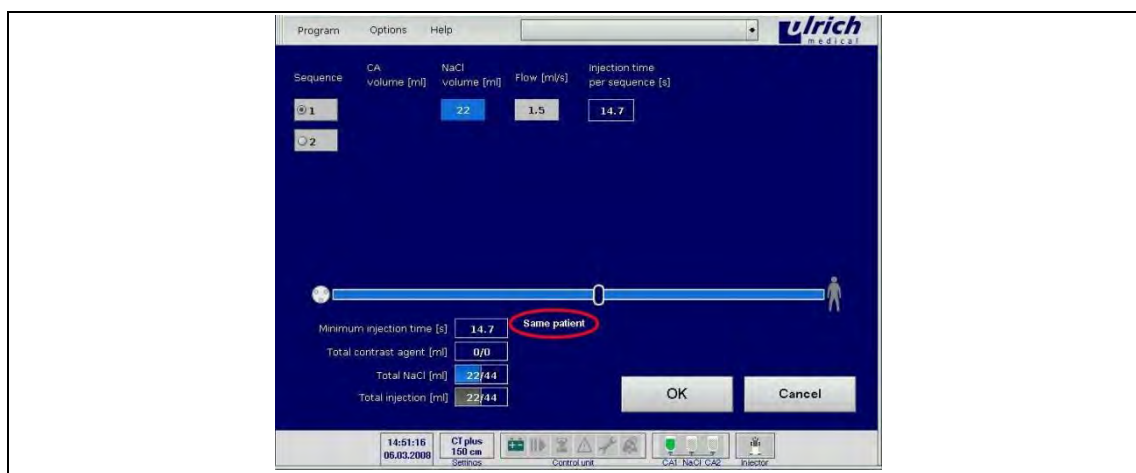 Program Options Help
ulrich
medical
Sequence CA volume [ml] NaCl volume [ml] Flow [ml/s] Injection time per sequence [s]
1 22 1.5 14.7
2
Minimum injection time [s] 14.7 Same patient
Total contrast agent [ml] 0/0
Total NaCl [ml] 22/44
Total injection [ml] 22/44
OK Cancel
14:51:16 CT plus
06.03.2008 150 cm
Settings Control unit CA1 NaCl CA2 Injector